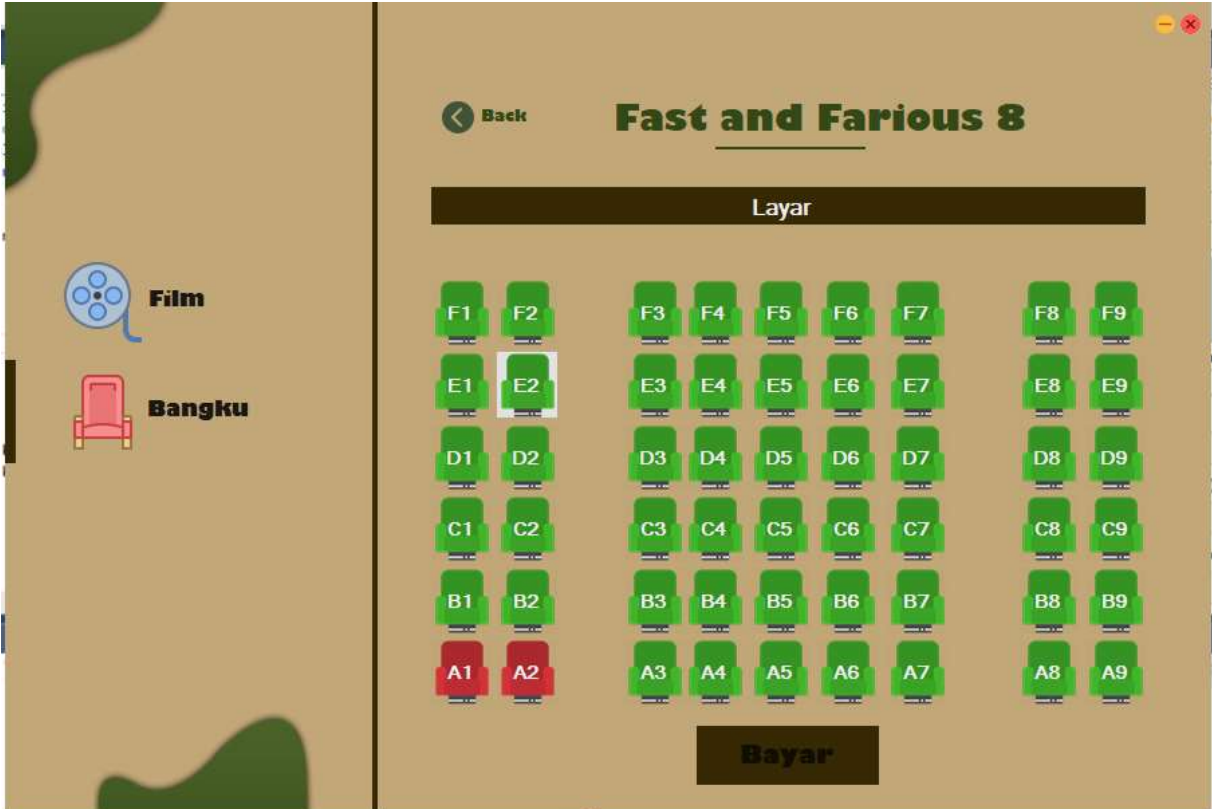 Back
Fast and Farious 8
Layar
Film
Bangku
F1 F2 F3 F4 F5 F6 F7 F8 F9
E1 E2 E3 E4 E5 E6 E7 E8 E9
D1 D2 D3 D4 D5 D6 D7 D8 D9
C1 C2 C3 C4 C5 C6 C7 C8 C9
B1 B2 B3 B4 B5 B6 B7 B8 B9
A1 A2 A3 A4 A5 A6 A7 A8 A9
Bayar